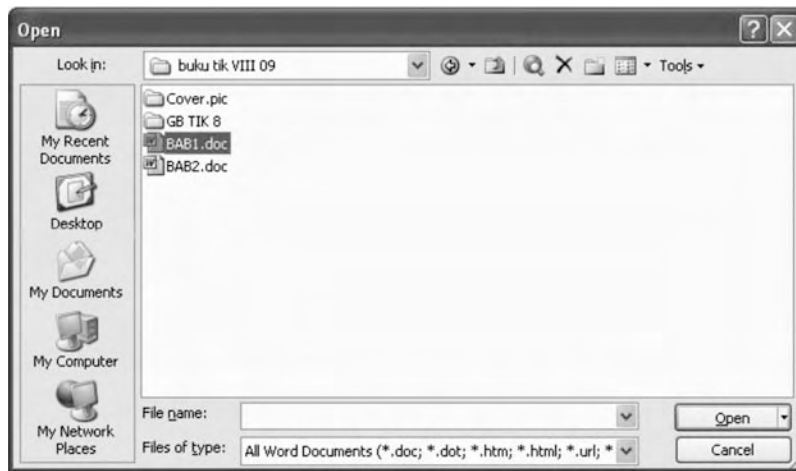 Open
Look in:
buku tik VIII 09
Tools
My Recent
Documents
Desktop
My Documents
My Computer
My Network
Places
Cover.pic
GB TIK 8
BAB1.doc
BAB2.doc
File name:
Open
Files of type:
All Word Documents (*.doc; *.dot; *.htm; *.html; *.url; *
Cancel